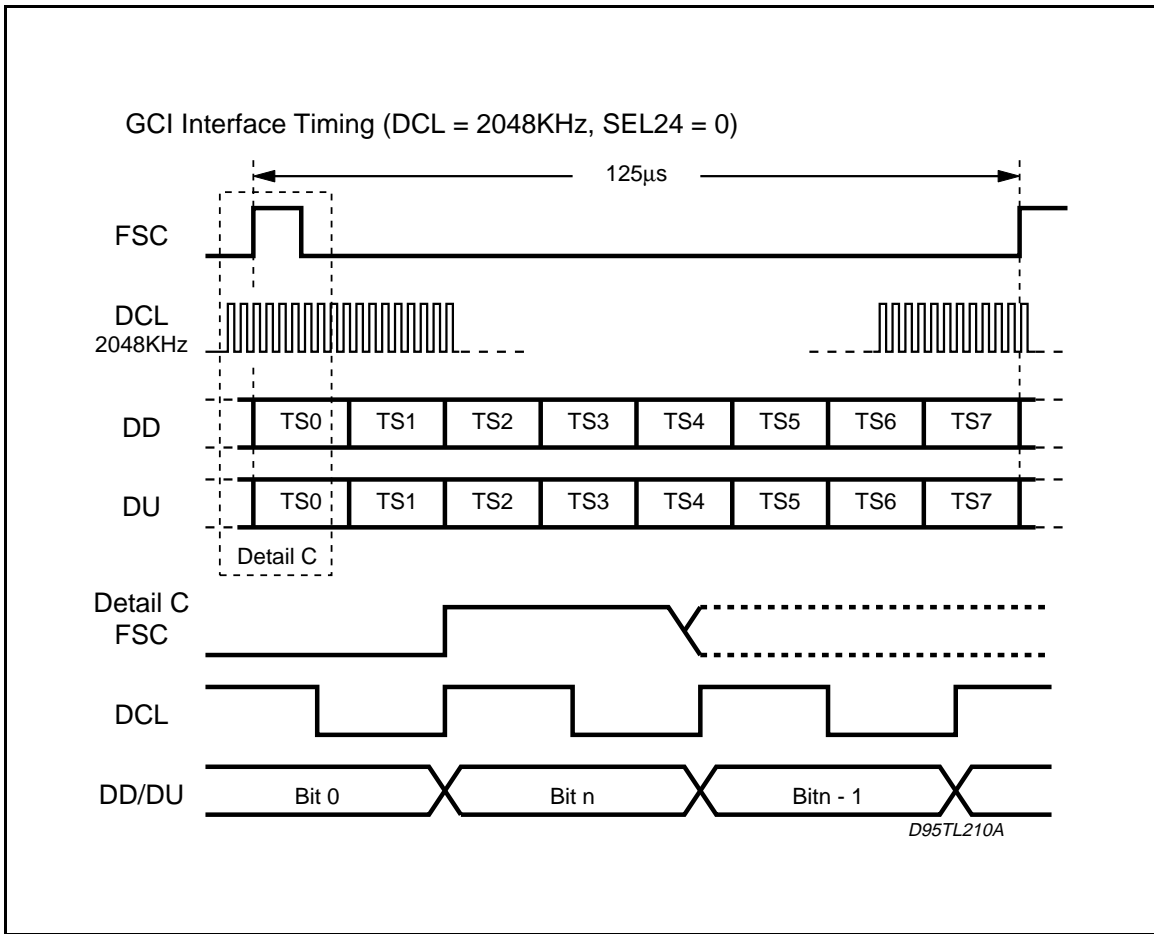 GCI Interface Timing (DCL = 2048KHz, SEL24 = 0)
125µs
FSC
DCL
2048KHz
DD TS0 TS1 TS2 TS3 TS4 TS5 TS6 TS7
DU TS0 TS1 TS2 TS3 TS4 TS5 TS6 TS7
Detail C
Detail C
FSC
DCL
DD/DU Bit 0 Bit n Bitn - 1
D95TL210A